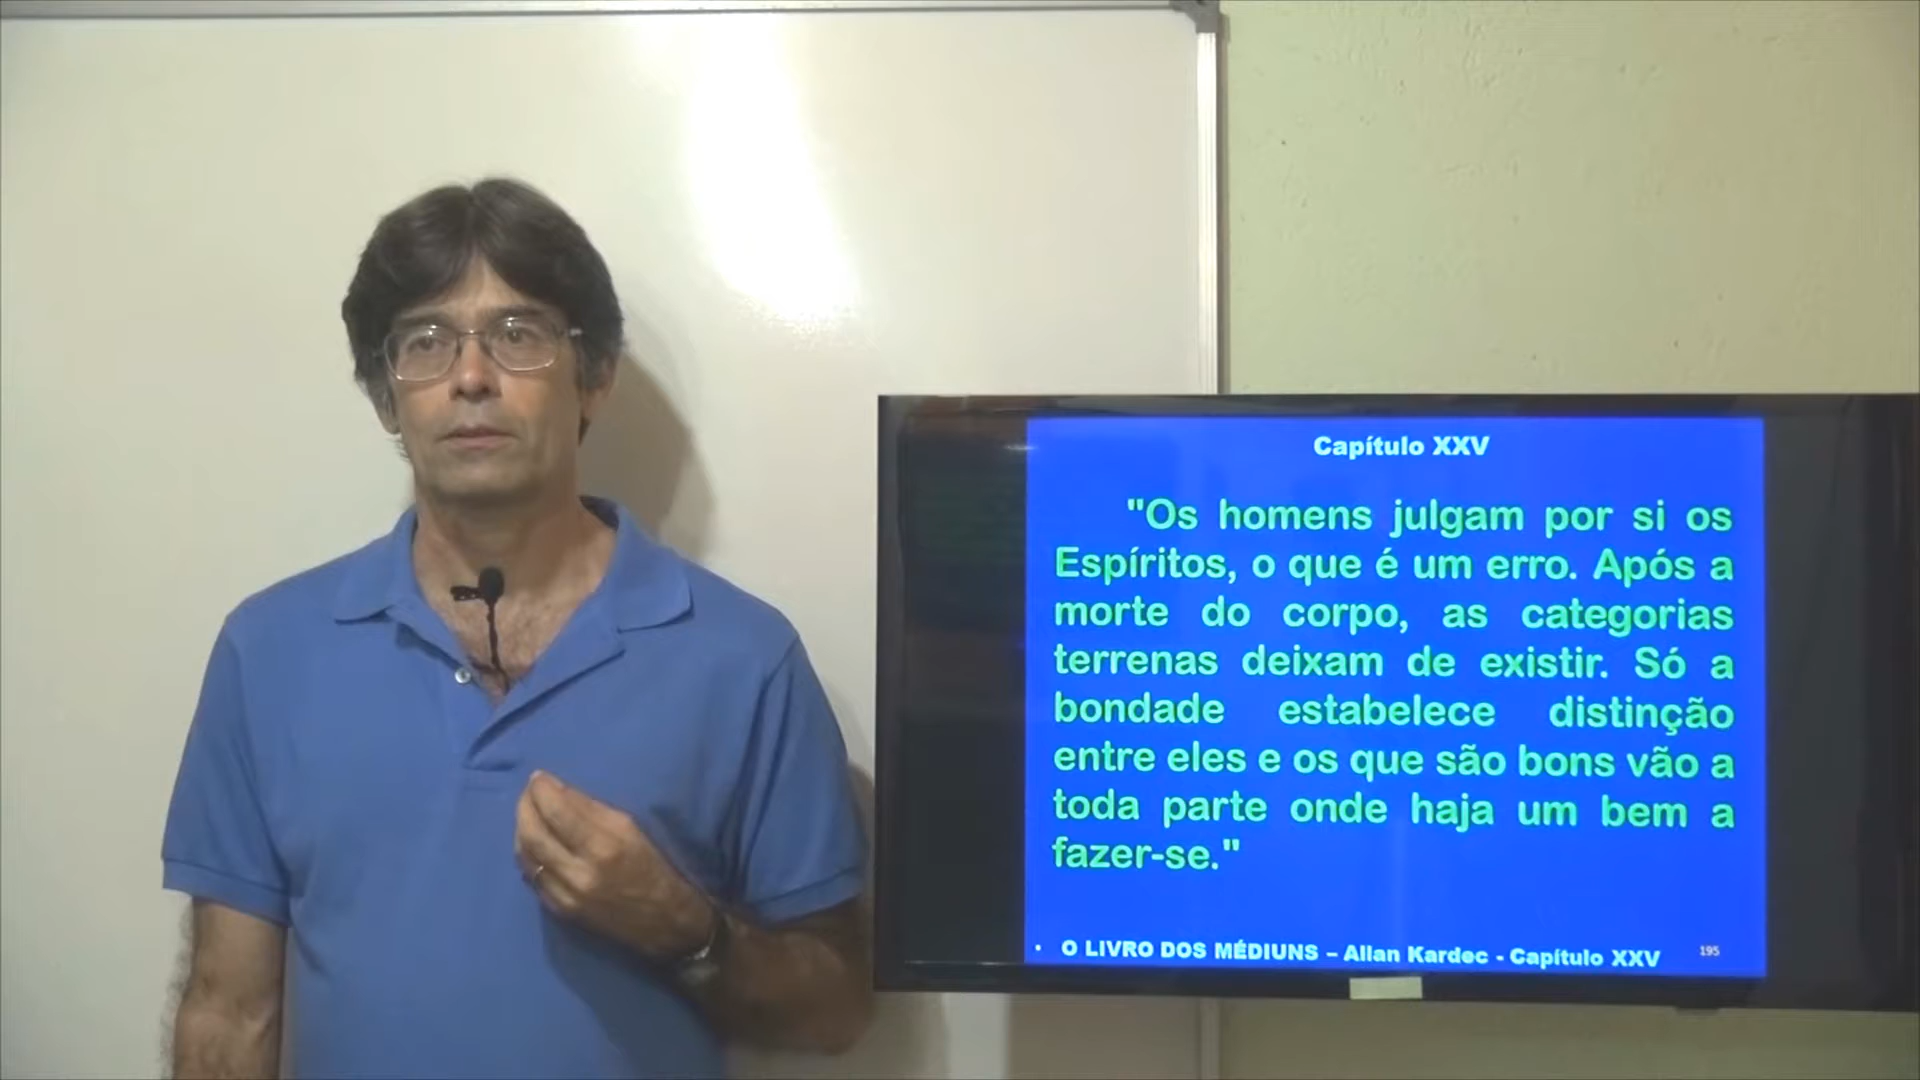 Capítulo XXV
"Os homens julgam por si os
Espíritos, o que é um erro. Após a
morte do corpo, as categorias
terrenas deixam de existir. Só a
bondade estabelece distinção
entre eles e os que são bons vão a
toda parte onde haja um bem a
fazer-se."
• O LIVRO DOS MÉDIUNS – Allan Kardec - Capítulo XXV
195